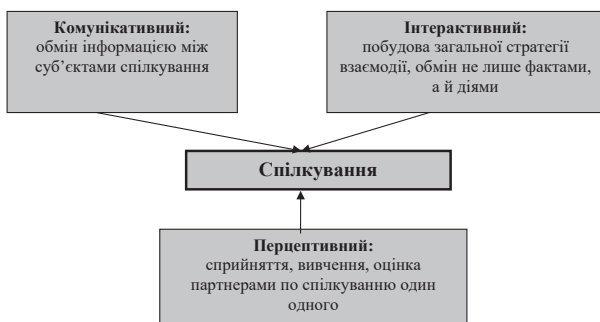 Комунікативний:
обмін інформацією між
суб’єктами спілкування
Інтерактивний:
побудова загальної стратегії
взаємодії, обмін не лише фактами,
а й діями
Спілкування
Перцептивний:
сприйняття, вивчення, оцінка
партнерами по спілкуванню один
одного